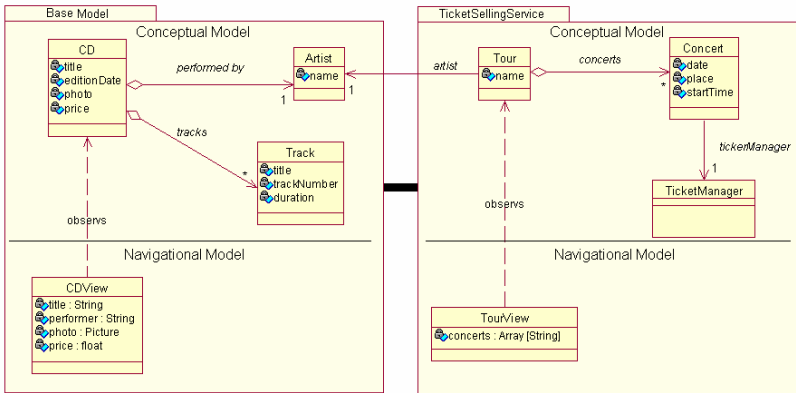 Base Model
Conceptual Model
CD
title
editionDate
photo
price
performed by
1
Artist
name
1
tracks
*
Track
title
trackNumber
duration
observs
Navigational Model
CDView
title : String
performer : String
photo : Picture
price : float
TicketSellingService
Conceptual Model
artist
Tour
name
concerts
*
Concert
date
place
startTime
tickerManager
1
TicketManager
observs
Navigational Model
TourView
concerts : Array [String]